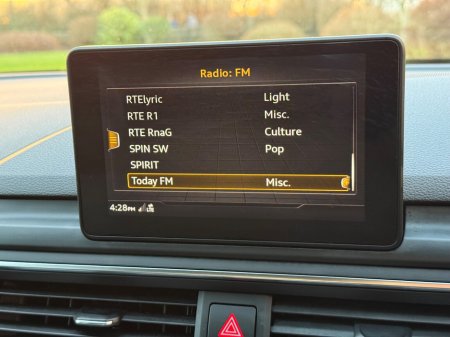 Radio: FM
RTElyric Light
RTE R1 Misc.
RTE RnaG Culture
SPIN SW Pop
SPIRIT
Today FM Misc.
4:28PM LTE